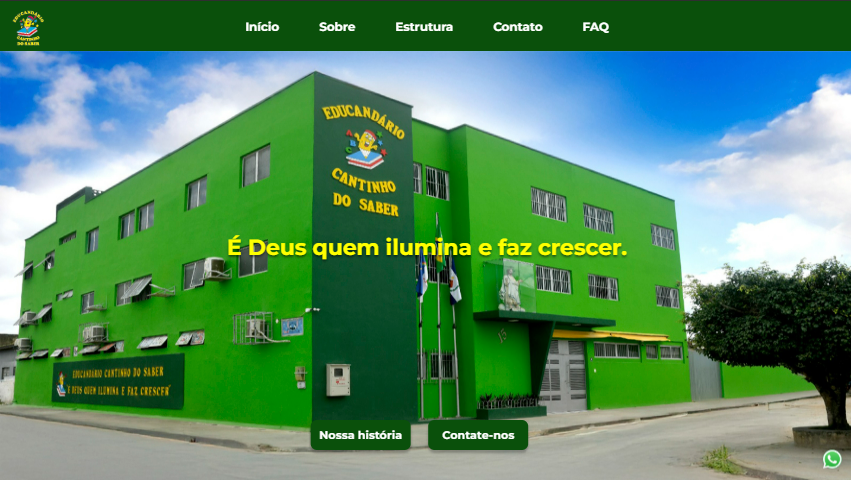 EDUCANDÁRIO
CANTINHO
DO SABER
Início
Sobre
Estrutura
Contato
FAQ
EDUCANDÁRIO
CANTINHO
DO SABER
É Deus quem ilumina e faz crescer.
15
EDUCANDÁRIO CANTINHO DO SABER
É DEUS QUEM ILUMINA E FAZ CRESCER
Nossa história
Contate-nos